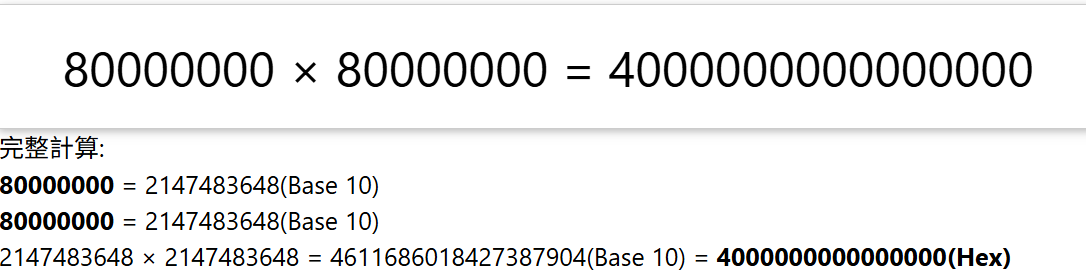 80000000 × 80000000 = 4000000000000000
完整計算:
80000000 = 2147483648(Base 10)
80000000 = 2147483648(Base 10)
2147483648 × 2147483648 = 4611686018427387904(Base 10) = 4000000000000000(Hex)